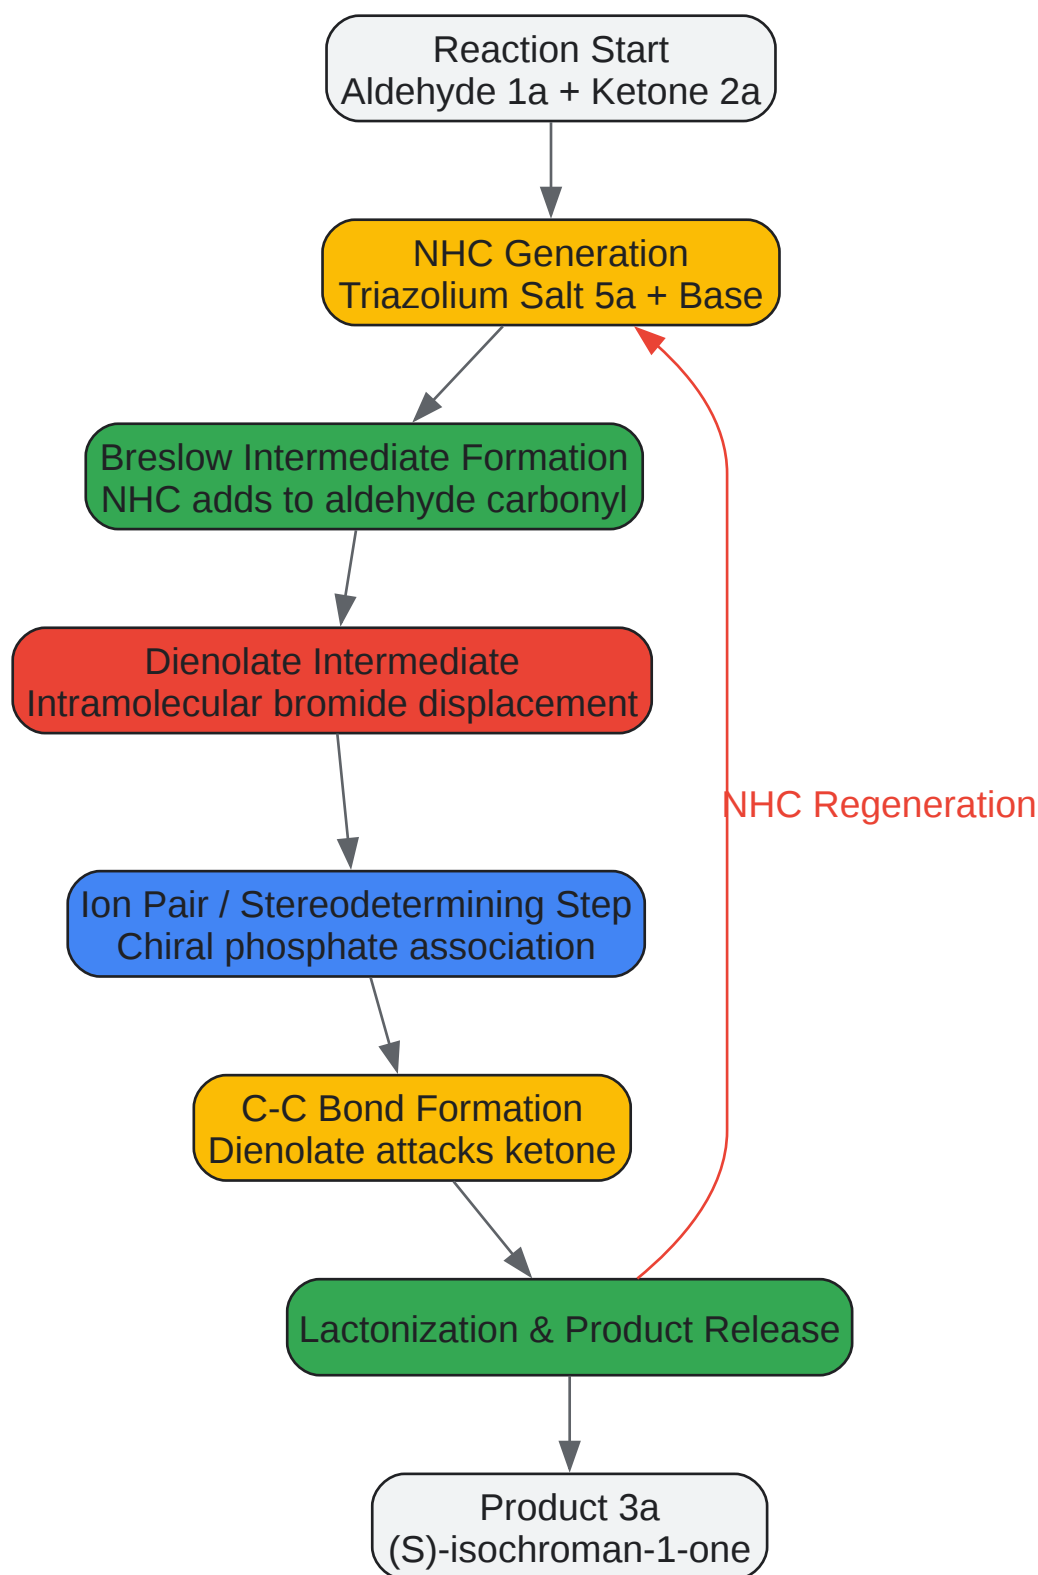 Reaction Start
Aldehyde 1a + Ketone 2a
NHC Generation
Triazolium Salt 5a + Base
Breslow Intermediate Formation
NHC adds to aldehyde carbonyl
Dienolate Intermediate
Intramolecular bromide displacement
NHC Regeneration
Ion Pair / Stereodetermining Step
Chiral phosphate association
C-C Bond Formation
Dienolate attacks ketone
Lactonization & Product Release
Product 3a
(S)-isochroman-1-one